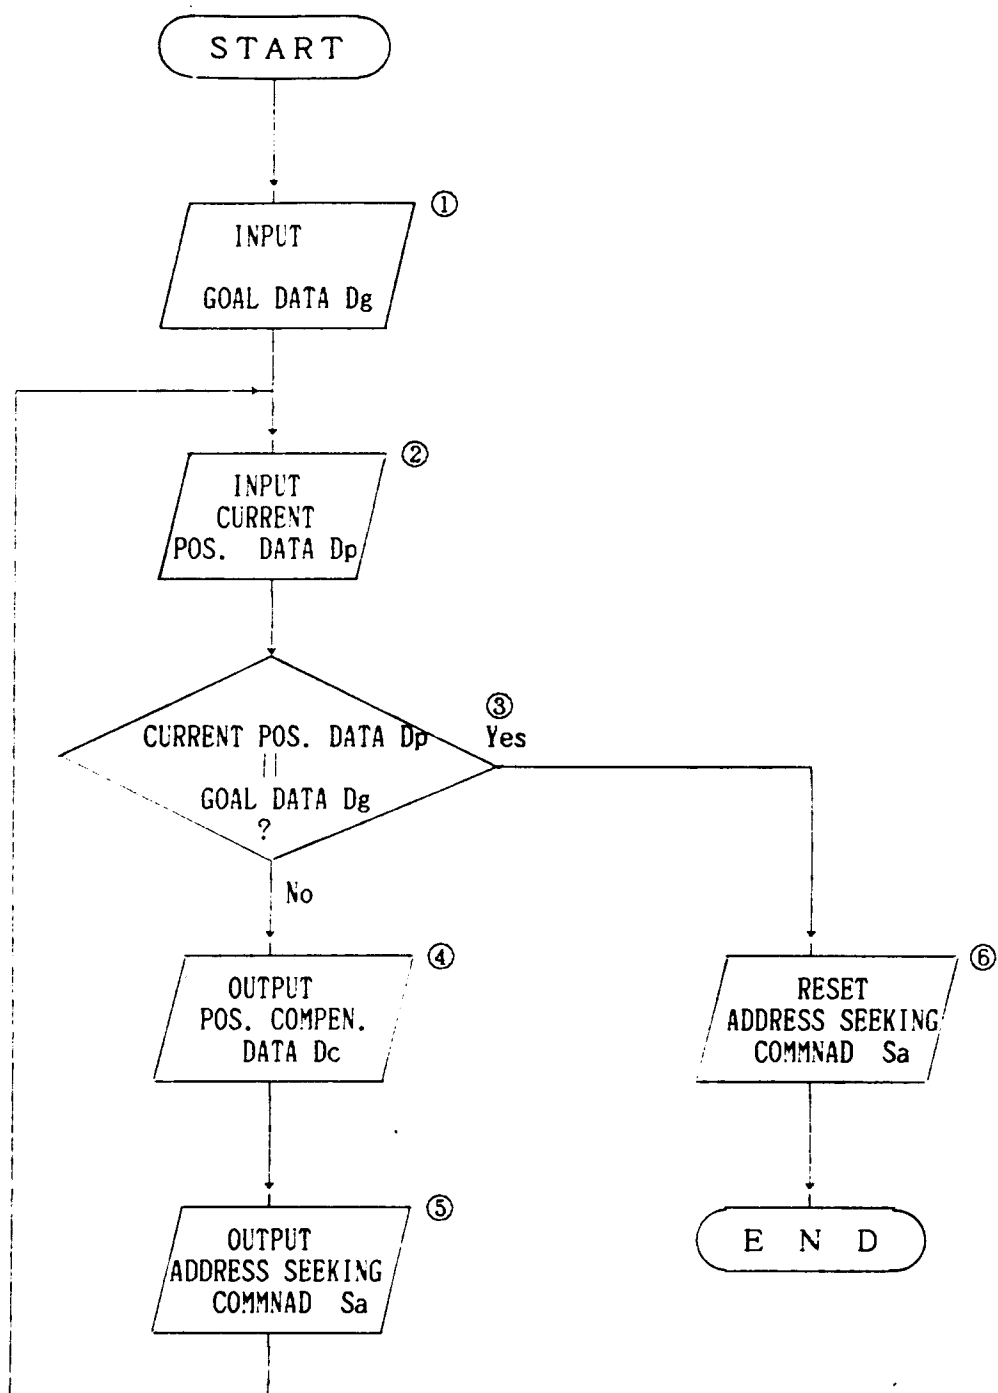 START
①
INPUT
GOAL DATA Dg
②
INPUT
CURRENT
POS. DATA Dp
③
CURRENT POS. DATA Dp
Yes
||
GOAL DATA Dg
?
No
④
OUTPUT
POS. COMPEN.
DATA Dc
⑥
RESET
ADDRESS SEEKING
COMMNAD Sa
⑤
OUTPUT
ADDRESS SEEKING
COMMNAD Sa
E N D